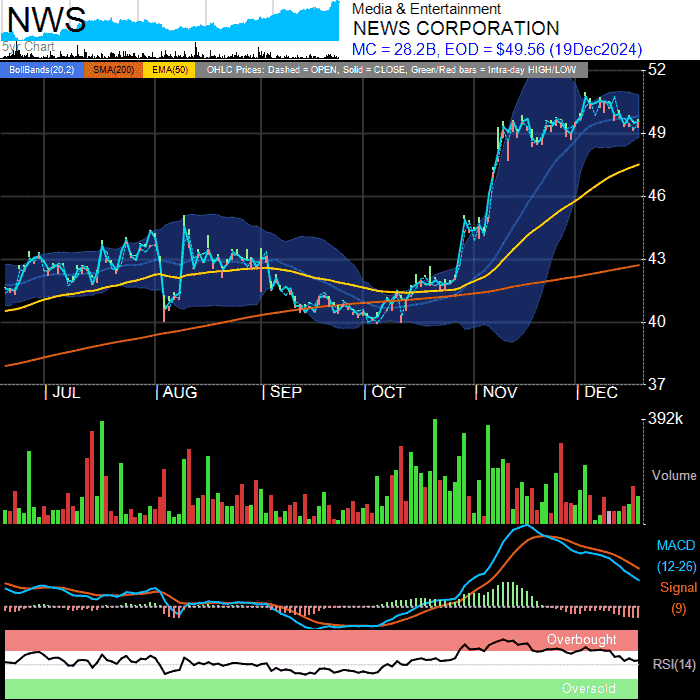 NWS
5yr Chart
Media & Entertainment
NEWS CORPORATION
MC = 28.2B, EOD = $49.56 (19Dec2024)
BollBands(20,2) SMA(200) EMA(50) OHLC Prices: Dashed = OPEN, Solid = CLOSE, Green/Red bars = Intra-day HIGH/LOW
52
49
46
43
40
37
| JUL | AUG | SEP | OCT | NOV | DEC
392k
Volume
MACD
(12-26)
Signal
(9)
Overbought
RSI(14)
Oversold